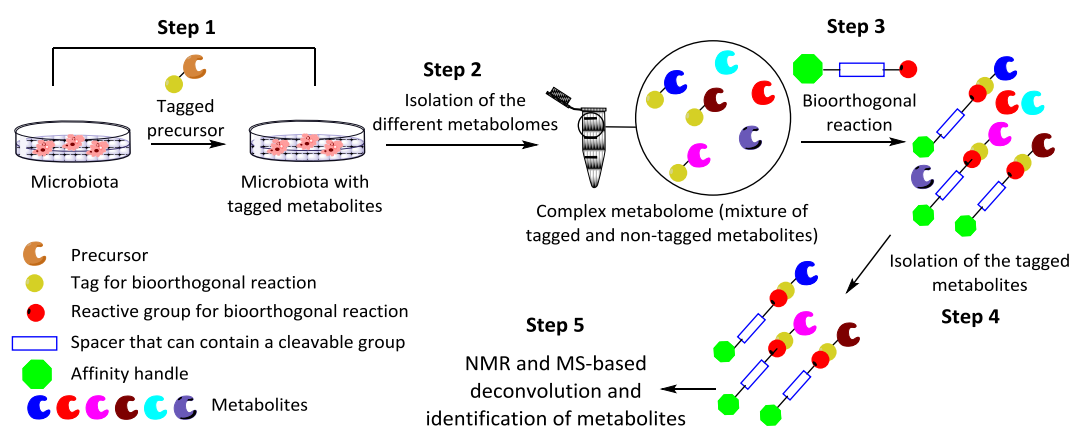 Step 1
Tagged
precursor
Microbiota
Microbiota with
tagged metabolites
Step 2
Isolation of the
different metabolomes
Complex metabolome (mixture of
tagged and non-tagged metabolites)
Step 3
Bioorthogonal
reaction
Isolation of the tagged
metabolites
Step 4
Step 5
NMR and MS-based
deconvolution and
identification of metabolites
Precursor
Tag for bioorthogonal reaction
Reactive group for bioorthogonal reaction
Spacer that can contain a cleavable group
Affinity handle
Metabolites